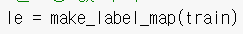 le = make_label_map(train)